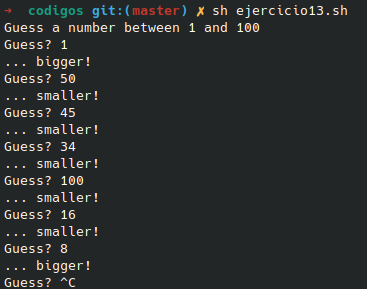 → codigos git:(master) ✗ sh ejercicio13.sh
Guess a number between 1 and 100
Guess? 1
... bigger!
Guess? 50
... smaller!
Guess? 45
... smaller!
Guess? 34
... smaller!
Guess? 100
... smaller!
Guess? 16
... smaller!
Guess? 8
... bigger!
Guess? ^C